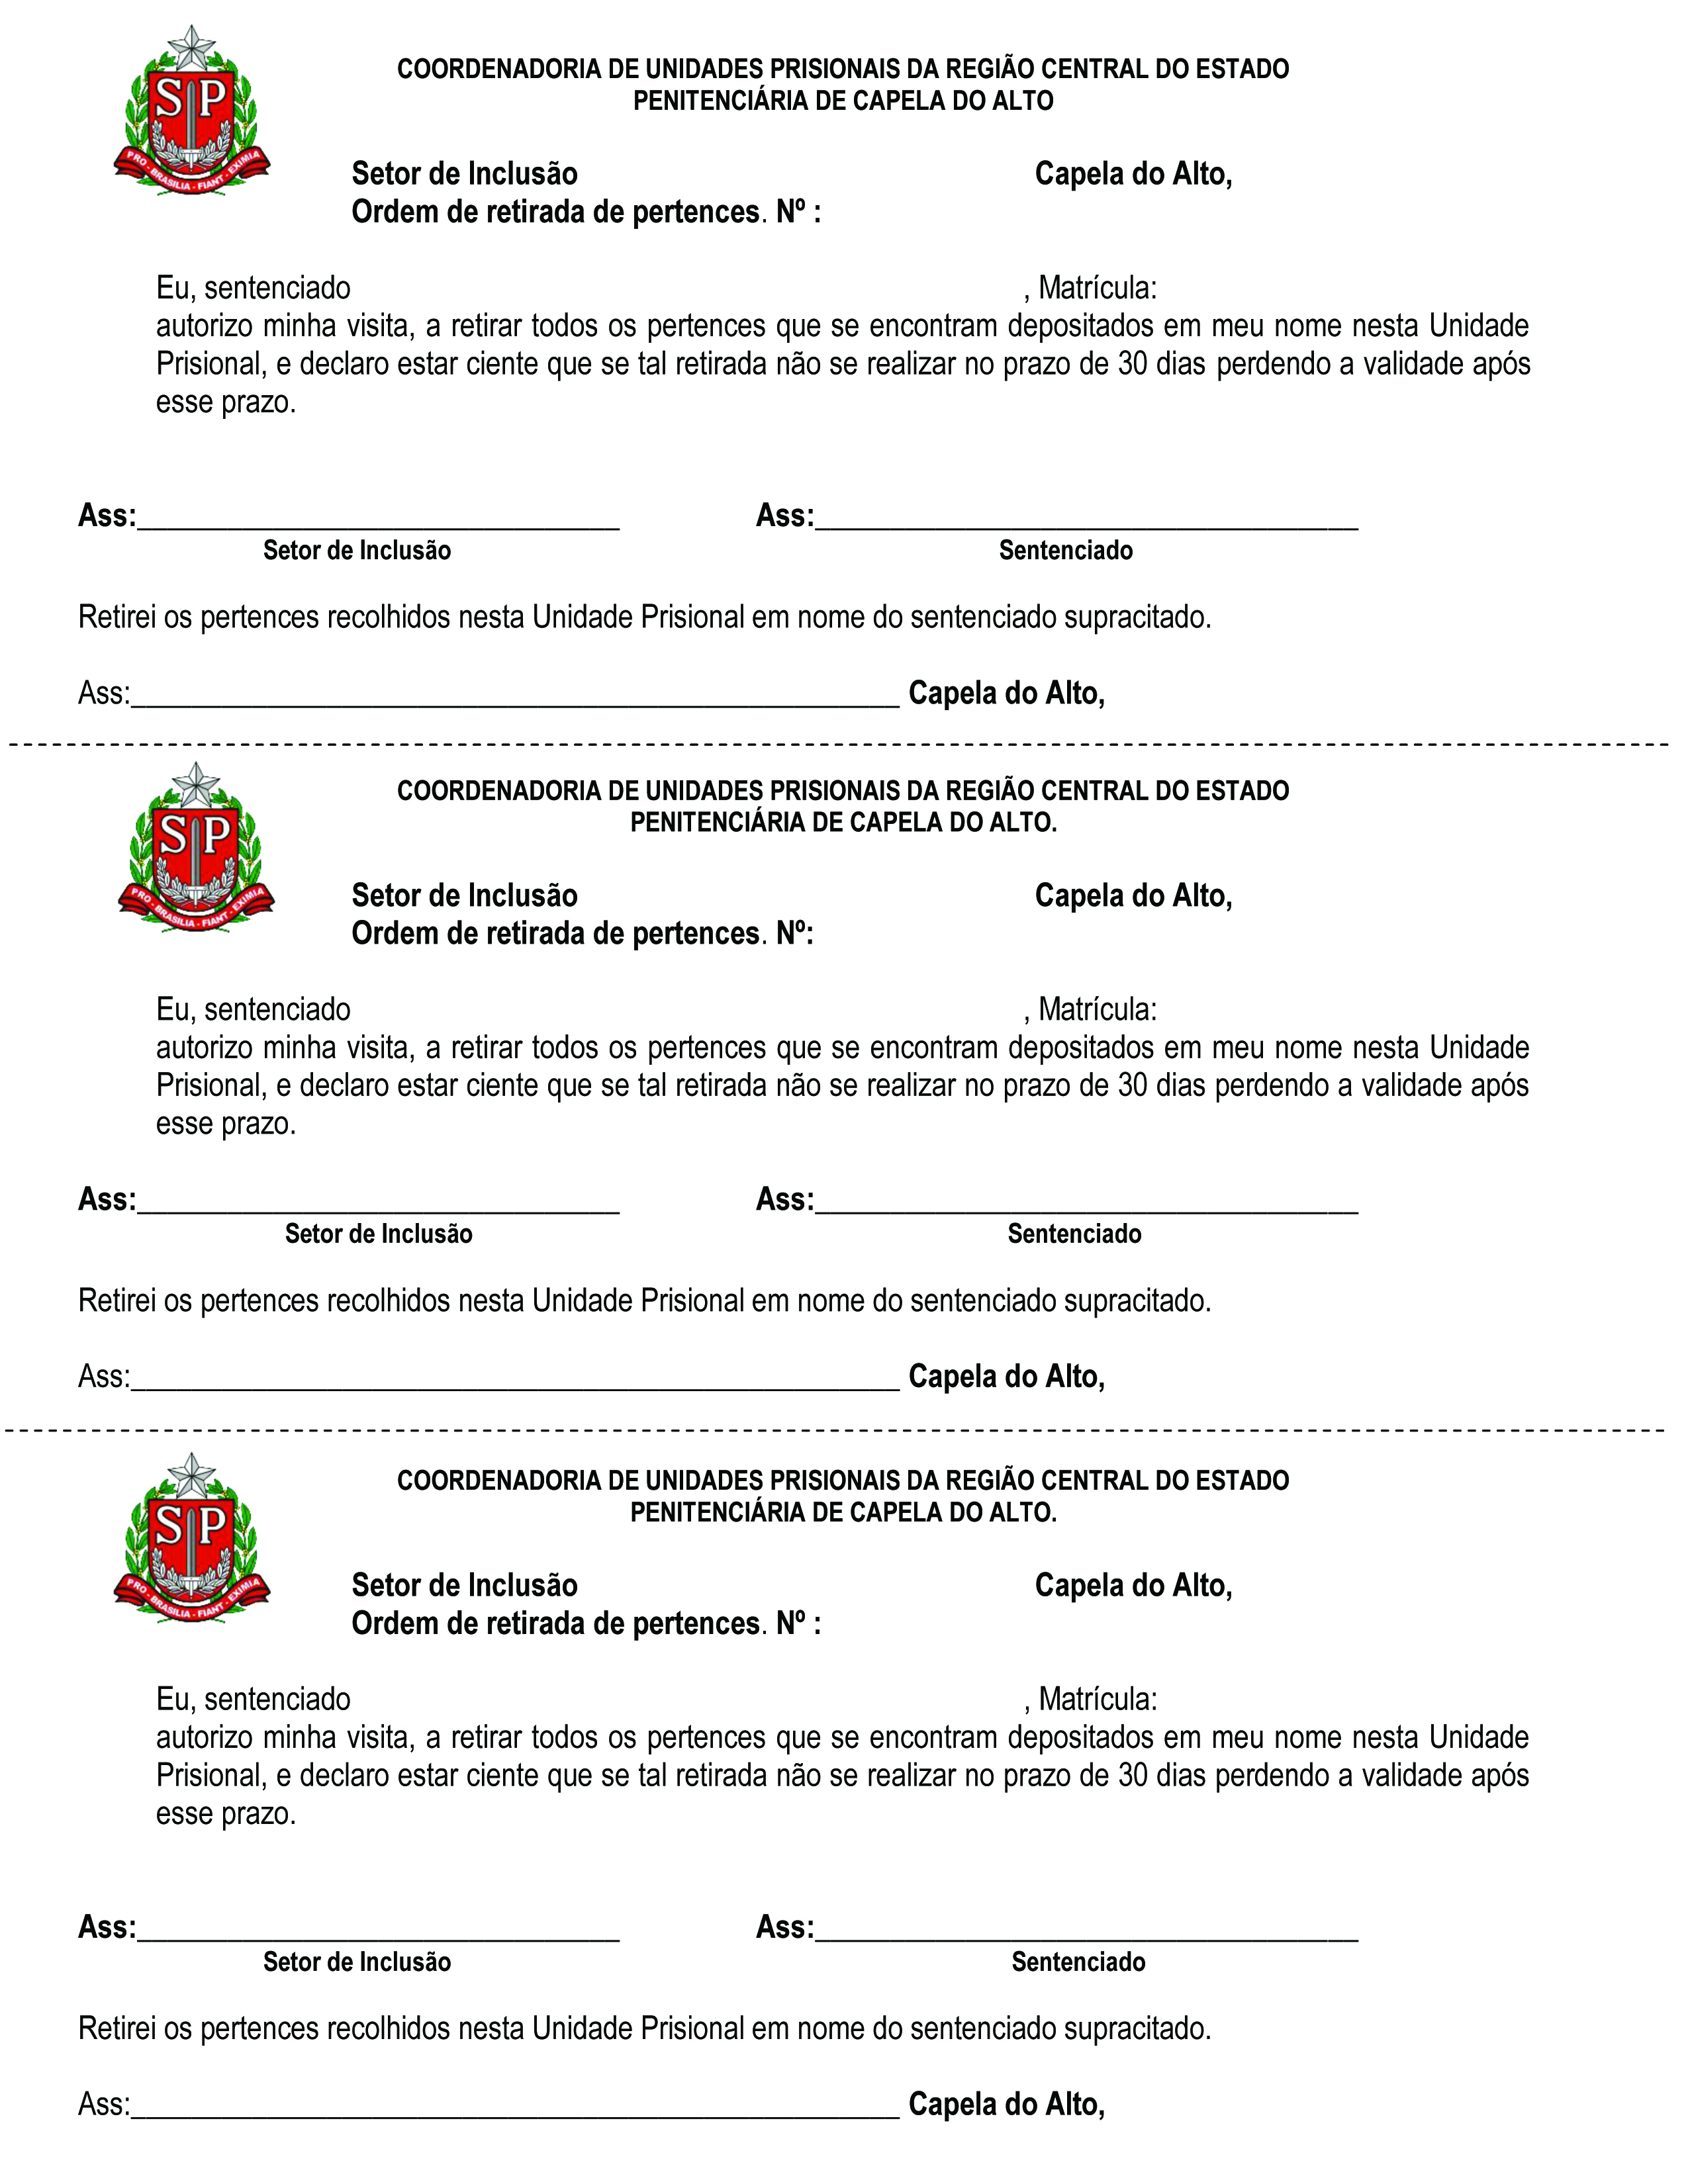 COORDENADORIA DE UNIDADES PRISIONAIS DA REGIÃO CENTRAL DO ESTADO
PENITENCIÁRIA DE CAPELA DO ALTO
SP
PRO - BRASILIA - FIANT - EXIMIA
Setor de Inclusão Capela do Alto,
Ordem de retirada de pertences. Nº :
Eu, sentenciado , Matrícula:
autorizo minha visita, a retirar todos os pertences que se encontram depositados em meu nome nesta Unidade
Prisional, e declaro estar ciente que se tal retirada não se realizar no prazo de 30 dias perdendo a validade após
esse prazo.
Ass:________________________________ Ass:____________________________________
Setor de Inclusão Sentenciado
Retirei os pertences recolhidos nesta Unidade Prisional em nome do sentenciado supracitado.
Ass:___________________________________________________ Capela do Alto,
COORDENADORIA DE UNIDADES PRISIONAIS DA REGIÃO CENTRAL DO ESTADO
PENITENCIÁRIA DE CAPELA DO ALTO.
SP
PRO - BRASILIA - FIANT - EXIMIA
Setor de Inclusão Capela do Alto,
Ordem de retirada de pertences. Nº:
Eu, sentenciado , Matrícula:
autorizo minha visita, a retirar todos os pertences que se encontram depositados em meu nome nesta Unidade
Prisional, e declaro estar ciente que se tal retirada não se realizar no prazo de 30 dias perdendo a validade após
esse prazo.
Ass:________________________________ Ass:____________________________________
Setor de Inclusão Sentenciado
Retirei os pertences recolhidos nesta Unidade Prisional em nome do sentenciado supracitado.
Ass:___________________________________________________ Capela do Alto,
COORDENADORIA DE UNIDADES PRISIONAIS DA REGIÃO CENTRAL DO ESTADO
PENITENCIÁRIA DE CAPELA DO ALTO.
SP
PRO - BRASILIA - FIANT - EXIMIA
Setor de Inclusão Capela do Alto,
Ordem de retirada de pertences. Nº :
Eu, sentenciado , Matrícula:
autorizo minha visita, a retirar todos os pertences que se encontram depositados em meu nome nesta Unidade
Prisional, e declaro estar ciente que se tal retirada não se realizar no prazo de 30 dias perdendo a validade após
esse prazo.
Ass:________________________________ Ass:____________________________________
Setor de Inclusão Sentenciado
Retirei os pertences recolhidos nesta Unidade Prisional em nome do sentenciado supracitado.
Ass:___________________________________________________ Capela do Alto,